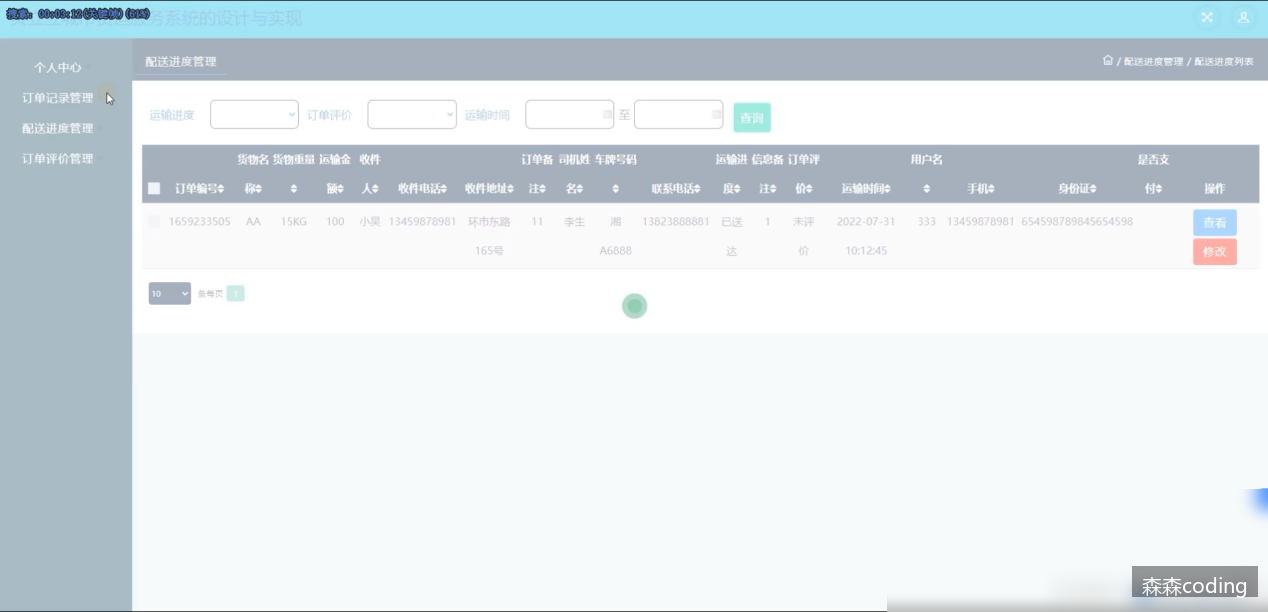 搜索: 00:03:12(关键帧)(B15)
服务系统的设计与实现
个人中心
订单记录管理
配送进度管理
订单评价管理
配送进度管理
/ 配送进度管理 / 配送进度列表
运输进度 订单评价 运输时间 至 查询
订单编号 货物名称 货物重量 运输金额 收件人 收件电话 收件地址 订单备注 司机姓名 车牌号码 联系电话 运输进度 信息备注 订单评价 运输时间 用户名 手机 身份证 是否支付 操作
1659233505 AA 15KG 100 小吴 13459878981 环市东路165号 11 李生 湘A6888 13823888881 已送达 1 未评价 2022-07-31 10:12:45 333 13459878981 654598789845654598 查看
修改
10 条每页 1
森森coding